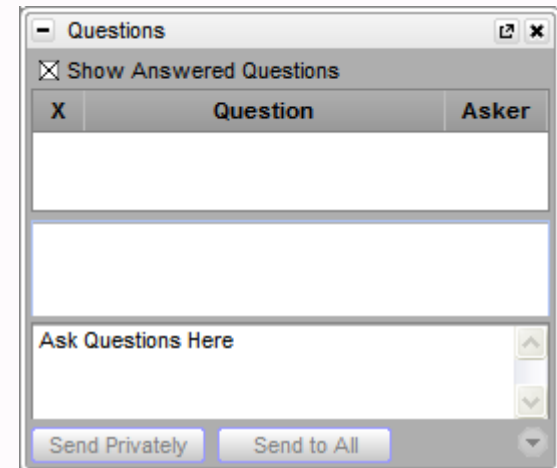 Questions
Show Answered Questions
X Question Asker
Ask Questions Here
Send Privately Send to All